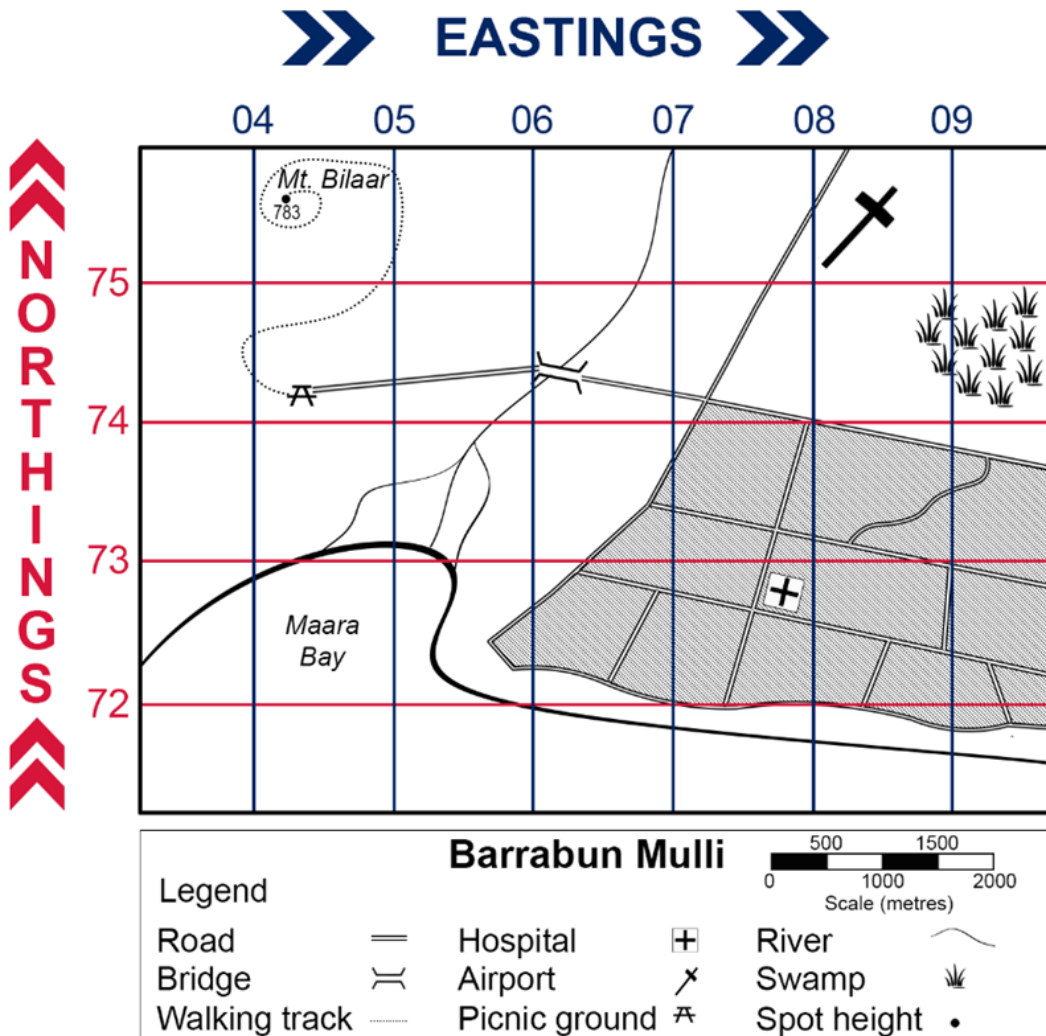 EASTINGS
04 05 06 07 08 09
NORTHINGS
Mt. Bilaar
783
75
74
73
Maara
Bay
72
Barrabun Mulli
500 1500
0 1000 2000
Scale (metres)
Legend
Road Hospital River
Bridge Airport Swamp
Walking track Picnic ground Spot height